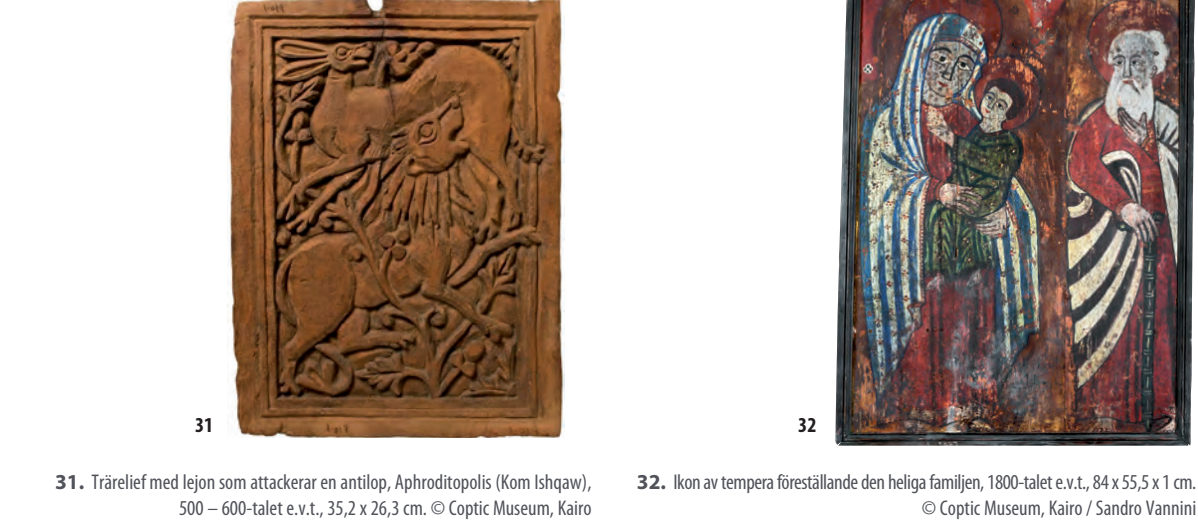 31
32
31. Trärelief med lejon som attackerar en antilop, Aphroditopolis (Kom Ishqaw),
500 – 600-talet e.v.t., 35,2 x 26,3 cm. © Coptic Museum, Kairo
32. Ikon av tempera föreställande den heliga familjen, 1800-talet e.v.t., 84 x 55,5 x 1 cm.
© Coptic Museum, Kairo / Sandro Vannini